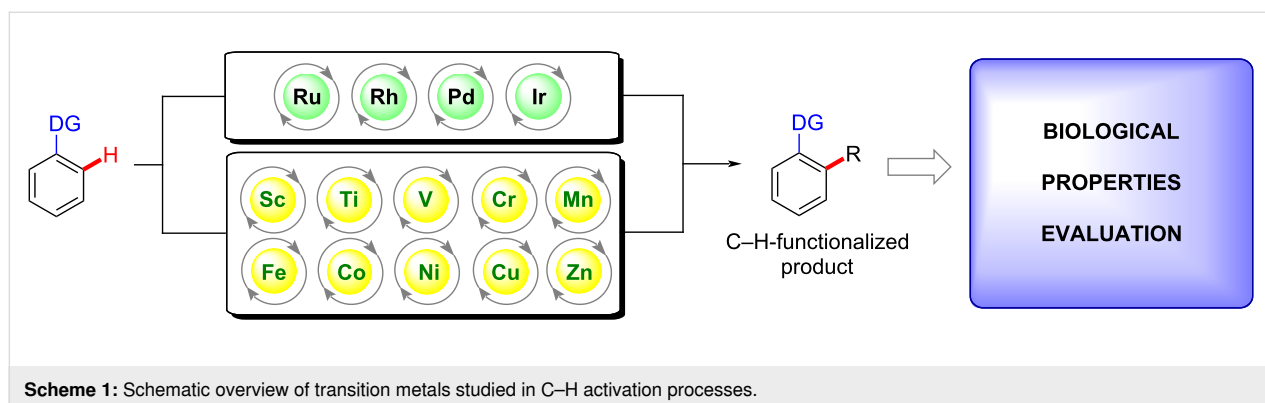 DG
H
Ru Rh Pd Ir
Sc Ti V Cr Mn
Fe Co Ni Cu Zn
DG
R
C–H-functionalized
product
BIOLOGICAL
PROPERTIES
EVALUATION
Scheme 1: Schematic overview of transition metals studied in C–H activation processes.